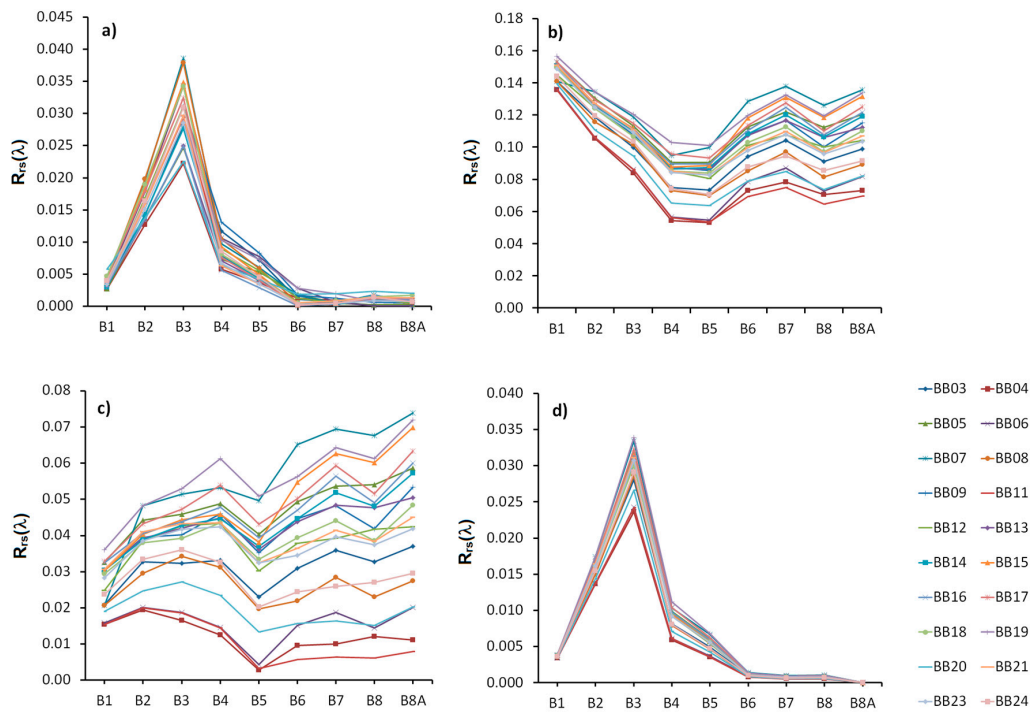 a)
R_rs(λ)
0.045
0.040
0.035
0.030
0.025
0.020
0.015
0.010
0.005
0.000
B1 B2 B3 B4 B5 B6 B7 B8 B8A
b)
R_rs(λ)
0.18
0.16
0.14
0.12
0.10
0.08
0.06
0.04
0.02
0.00
B1 B2 B3 B4 B5 B6 B7 B8 B8A
c)
R_rs(λ)
0.08
0.07
0.06
0.05
0.04
0.03
0.02
0.01
0.00
B1 B2 B3 B4 B5 B6 B7 B8 B8A
d)
R_rs(λ)
0.040
0.035
0.030
0.025
0.020
0.015
0.010
0.005
0.000
B1 B2 B3 B4 B5 B6 B7 B8 B8A
BB03 BB04
BB05 BB06
BB07 BB08
BB09 BB11
BB12 BB13
BB14 BB15
BB16 BB17
BB18 BB19
BB20 BB21
BB23 BB24